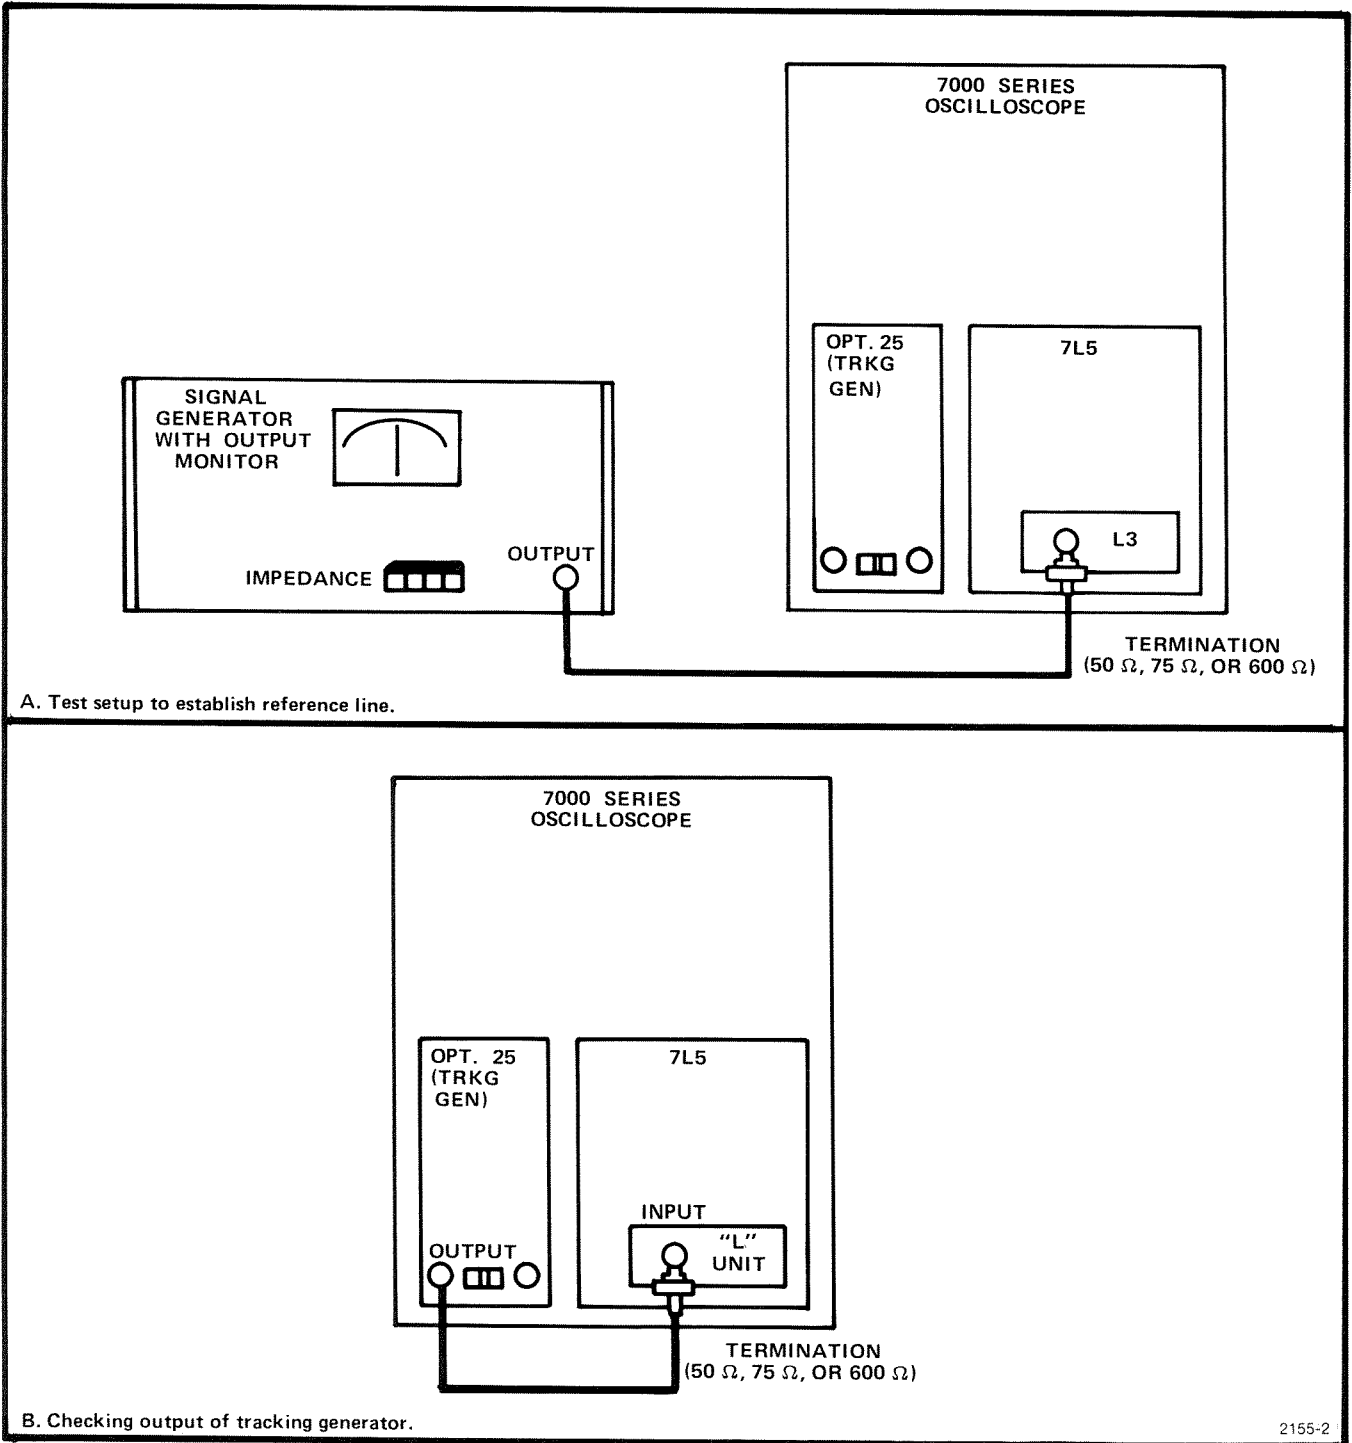 7000 SERIES
OSCILLOSCOPE
OPT. 25
(TRKG
GEN)
7L5
SIGNAL
GENERATOR
WITH OUTPUT
MONITOR
L3
OUTPUT
IMPEDANCE
TERMINATION
(50 Ω, 75 Ω, OR 600 Ω)
A. Test setup to establish reference line.
7000 SERIES
OSCILLOSCOPE
OPT. 25
(TRKG
GEN)
7L5
INPUT
"L"
UNIT
OUTPUT
TERMINATION
(50 Ω, 75 Ω, OR 600 Ω)
B. Checking output of tracking generator.
2155-2